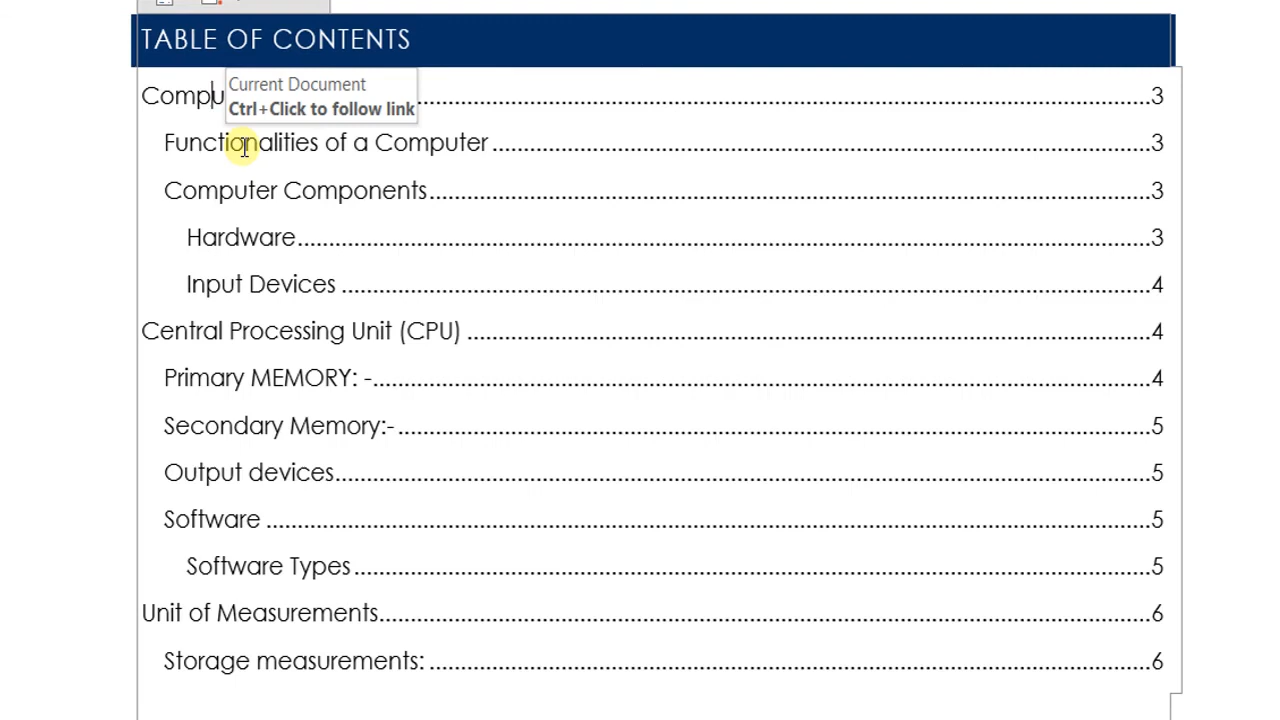 TABLE OF CONTENTS
Current Document
Ctrl+Click to follow link
Compu ........................................................................3
Functionalities of a Computer ........................................................................3
Computer Components........................................................................3
Hardware........................................................................3
Input Devices ........................................................................4
Central Processing Unit (CPU) ........................................................................4
Primary MEMORY: -........................................................................4
Secondary Memory:- ........................................................................5
Output devices........................................................................5
Software ........................................................................5
Software Types ........................................................................5
Unit of Measurements........................................................................6
Storage measurements: ........................................................................6